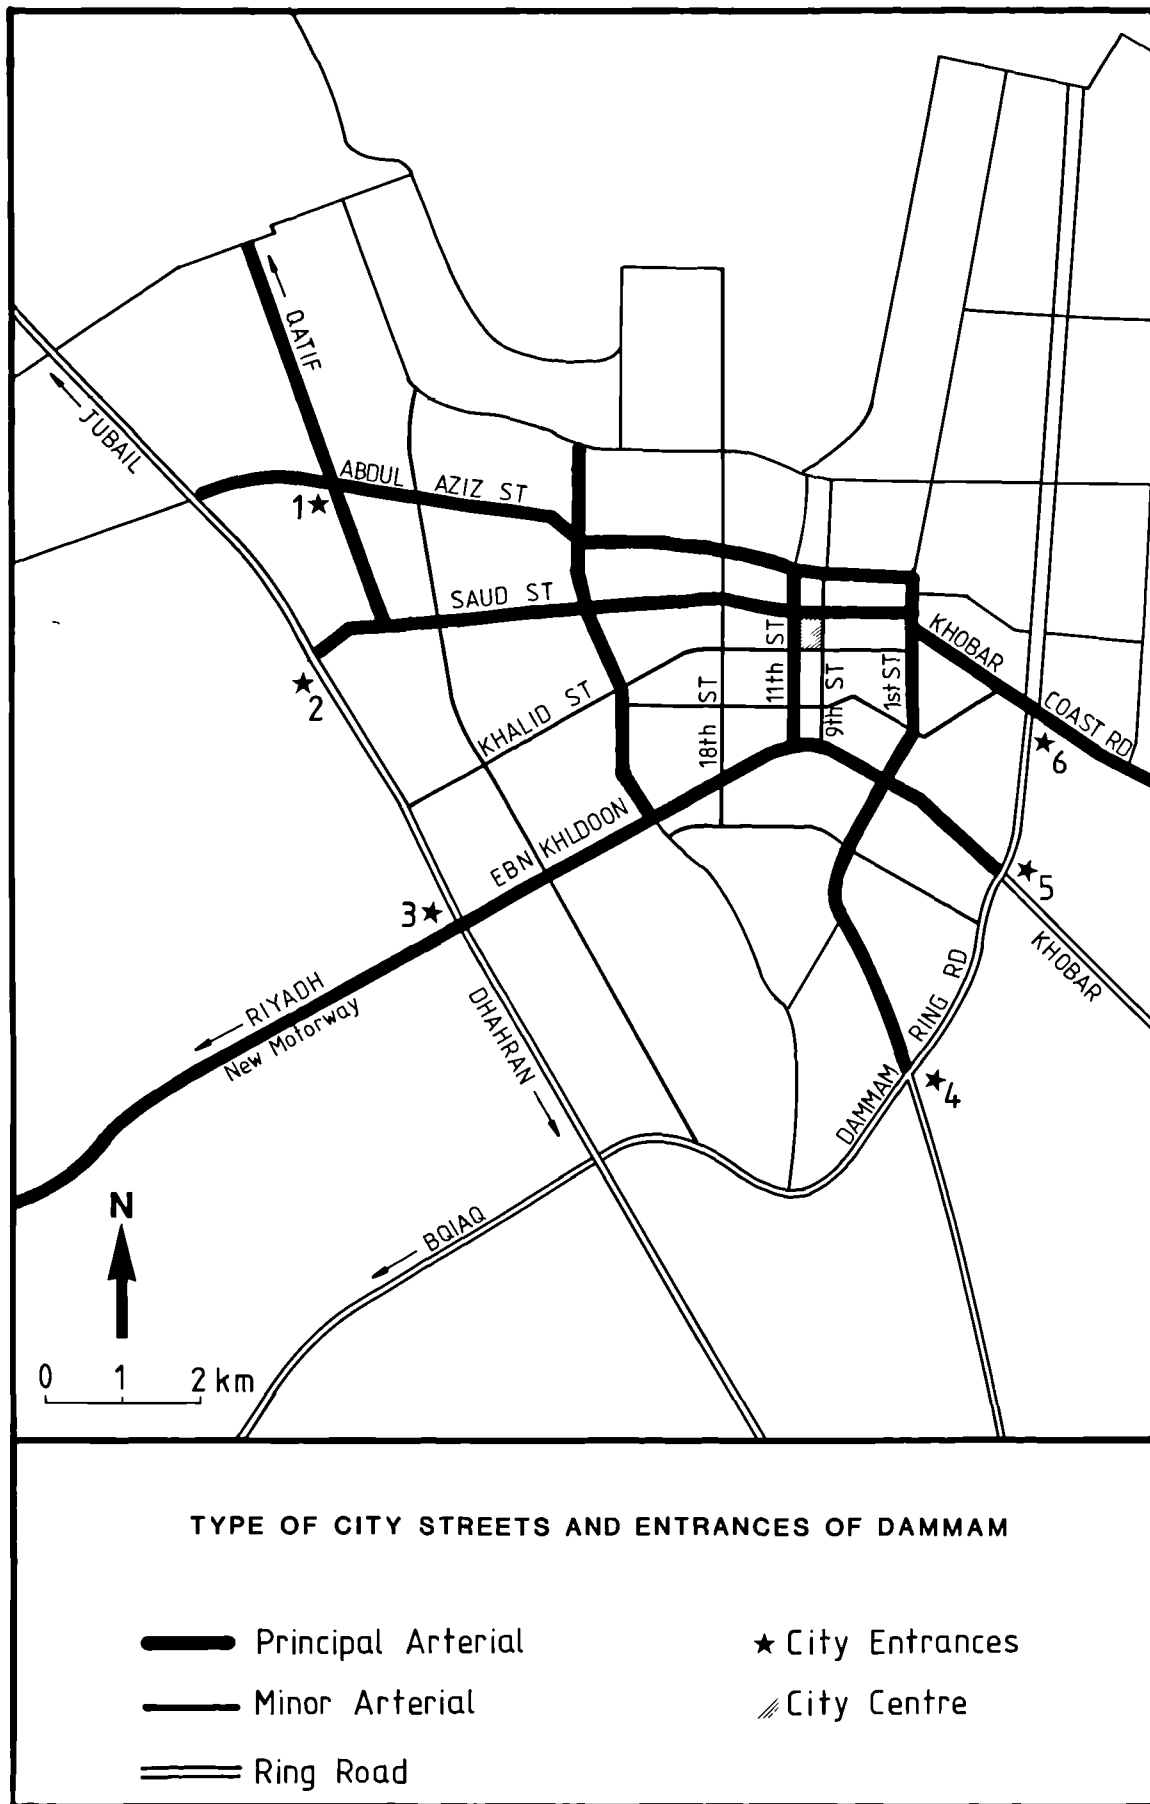 QATIF
JUBAIL
ABDUL AZIZ ST
1
SAUD ST
KHOBAR
COAST RD
11th ST
9th ST
1st ST
18th ST
KHALID ST
2
6
EBN KHLDOON
3
5
KHOBAR
RIYADH
New Motorway
DHAHRAN
DAMMAM RING RD
4
BQIAQ
N
0 1 2 km
TYPE OF CITY STREETS AND ENTRANCES OF DAMMAM
Principal Arterial
City Entrances
Minor Arterial
City Centre
Ring Road